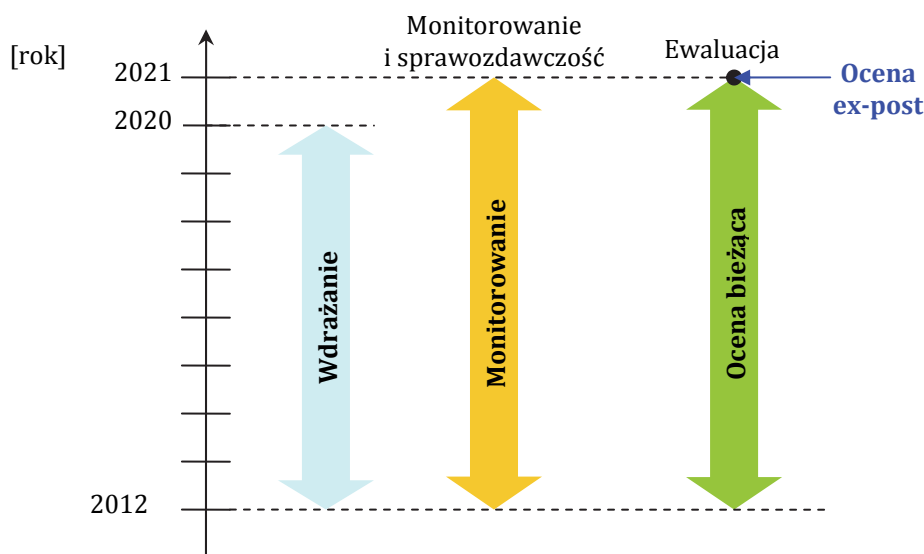 Monitorowanie
i sprawozdawczość
Ewaluacja
[rok]
2021
Ocena
ex-post
2020
Wdrażanie
Monitorowanie
Ocena bieżąca
2012